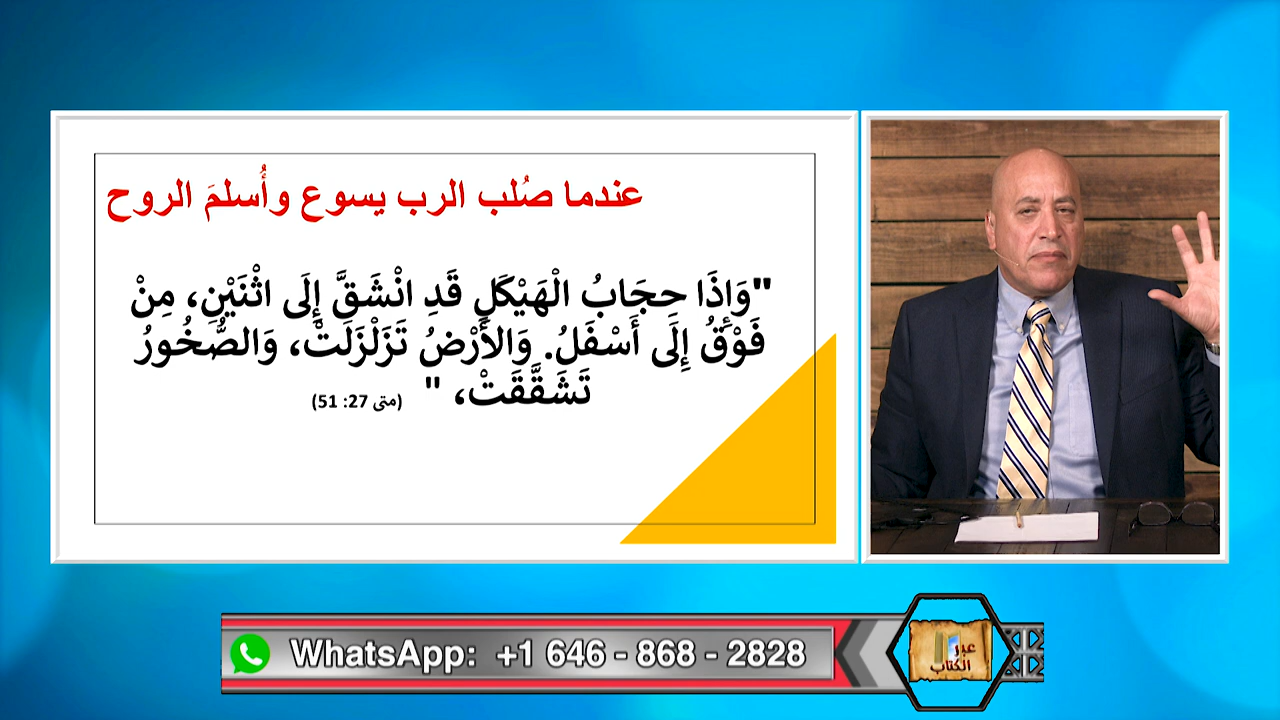 عندما صُلب الرب يسوع وأُسلمَ الروح
"وَإِذَا حِجَابُ الْهَيْكَلِ قَدِ انْشَقَّ إِلَى اثْنَيْنِ، مِنْ
فَوْقُ إِلَى أَسْفَلُ. وَالأَرْضُ تَزَلْزَلَتْ، وَالصُّخُورُ
تَشَقَّقَتْ، " (متى 27: 51)
WhatsApp: +1 646 - 868 - 2828
عبر
الكتاب